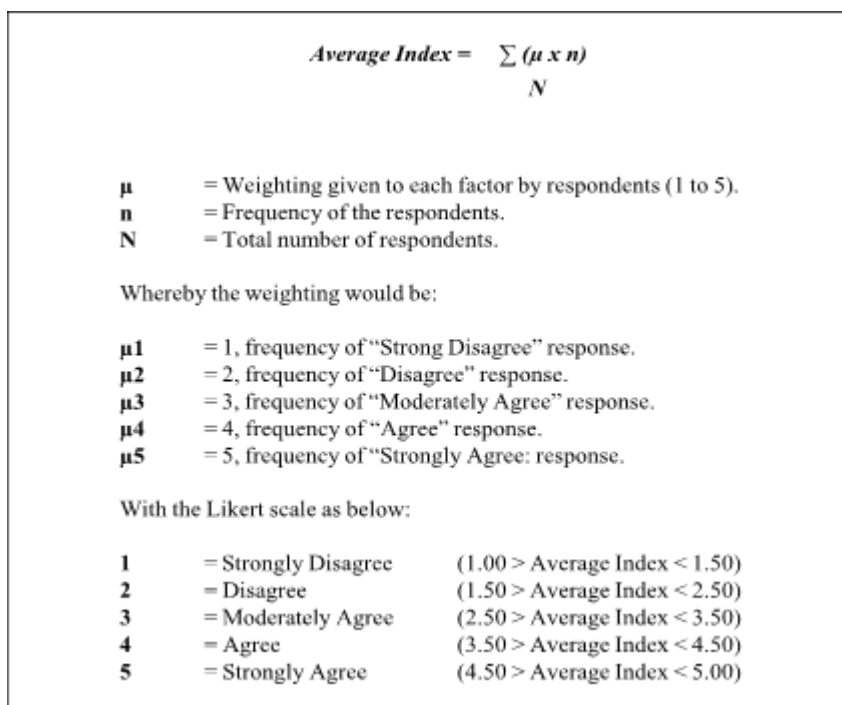 Average Index = ∑ (μ x n)
N
μ = Weighting given to each factor by respondents (1 to 5).
n = Frequency of the respondents.
N = Total number of respondents.
Whereby the weighting would be:
μ1 = 1, frequency of “Strong Disagree” response.
μ2 = 2, frequency of “Disagree” response.
μ3 = 3, frequency of “Moderately Agree” response.
μ4 = 4, frequency of “Agree” response.
μ5 = 5, frequency of “Strongly Agree: response.
With the Likert scale as below:
1 = Strongly Disagree (1.00 > Average Index < 1.50)
2 = Disagree (1.50 > Average Index < 2.50)
3 = Moderately Agree (2.50 > Average Index < 3.50)
4 = Agree (3.50 > Average Index < 4.50)
5 = Strongly Agree (4.50 > Average Index < 5.00)